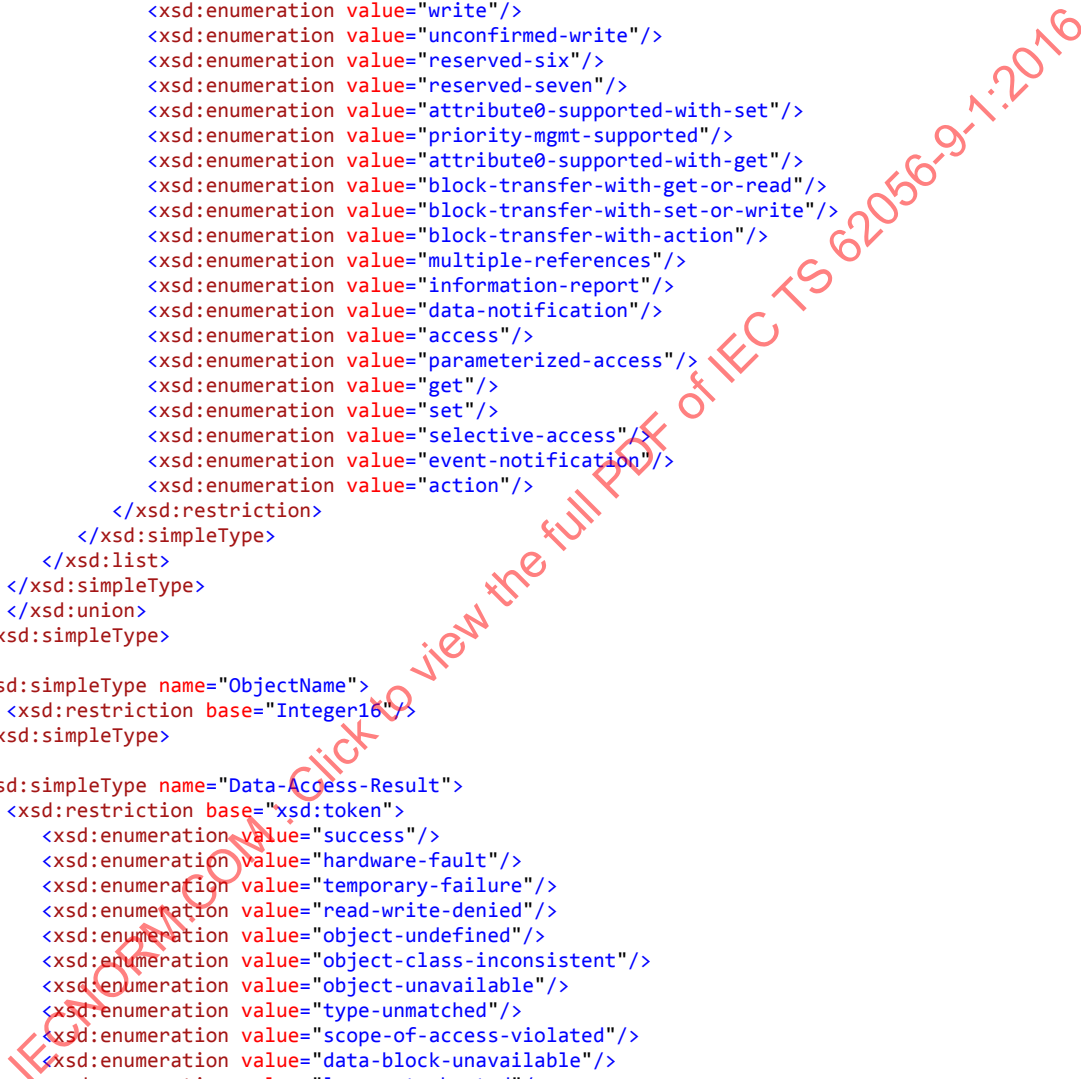 <xsd:enumeration value="write"/>
<xsd:enumeration value="unconfirmed-write"/>
<xsd:enumeration value="reserved-six"/>
<xsd:enumeration value="reserved-seven"/>
<xsd:enumeration value="attribute0-supported-with-set"/>
<xsd:enumeration value="priority-mgmt-supported"/>
<xsd:enumeration value="attribute0-supported-with-get"/>
<xsd:enumeration value="block-transfer-with-get-or-read"/>
<xsd:enumeration value="block-transfer-with-set-or-write"/>
<xsd:enumeration value="block-transfer-with-action"/>
<xsd:enumeration value="multiple-references"/>
<xsd:enumeration value="information-report"/>
<xsd:enumeration value="data-notification"/>
<xsd:enumeration value="access"/>
<xsd:enumeration value="parameterized-access"/>
<xsd:enumeration value="get"/>
<xsd:enumeration value="set"/>
<xsd:enumeration value="selective-access"/>
<xsd:enumeration value="event-notification"/>
<xsd:enumeration value="action"/>
</xsd:restriction>
</xsd:simpleType>
</xsd:list>
</xsd:simpleType>
</xsd:union>
xsd:simpleType>
sd:simpleType name="ObjectName">
<xsd:restriction base="Integer16"/>
xsd:simpleType>
sd:simpleType name="Data-Access-Result">
<xsd:restriction base="xsd:token">
<xsd:enumeration value="success"/>
<xsd:enumeration value="hardware-fault"/>
<xsd:enumeration value="temporary-failure"/>
<xsd:enumeration value="read-write-denied"/>
<xsd:enumeration value="object-undefined"/>
<xsd:enumeration value="object-class-inconsistent"/>
<xsd:enumeration value="object-unavailable"/>
<xsd:enumeration value="type-unmatched"/>
<xsd:enumeration value="scope-of-access-violated"/>
<xsd:enumeration value="data-block-unavailable"/>
IECNORM.COM : Click to view the full PDF of IEC TS 62056-9-1:2016